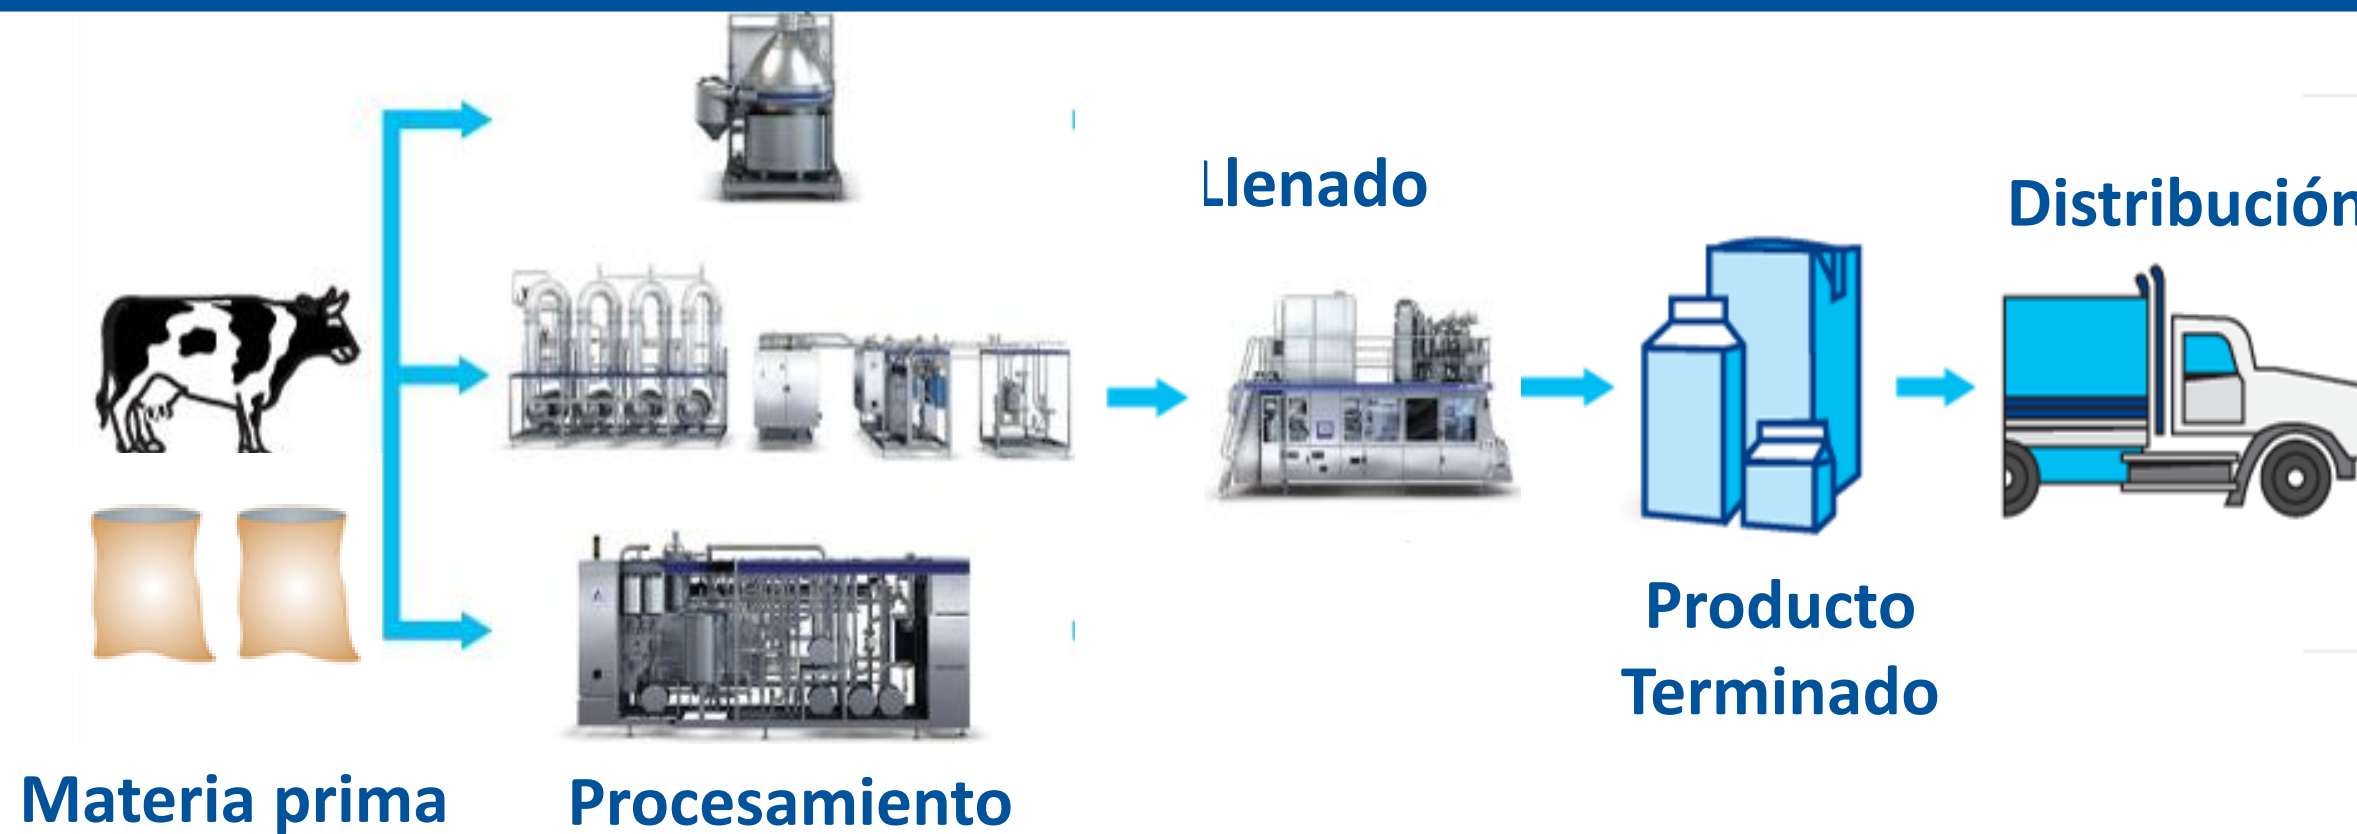 Llenado
Distribución
Producto
Terminado
Materia prima
Procesamiento